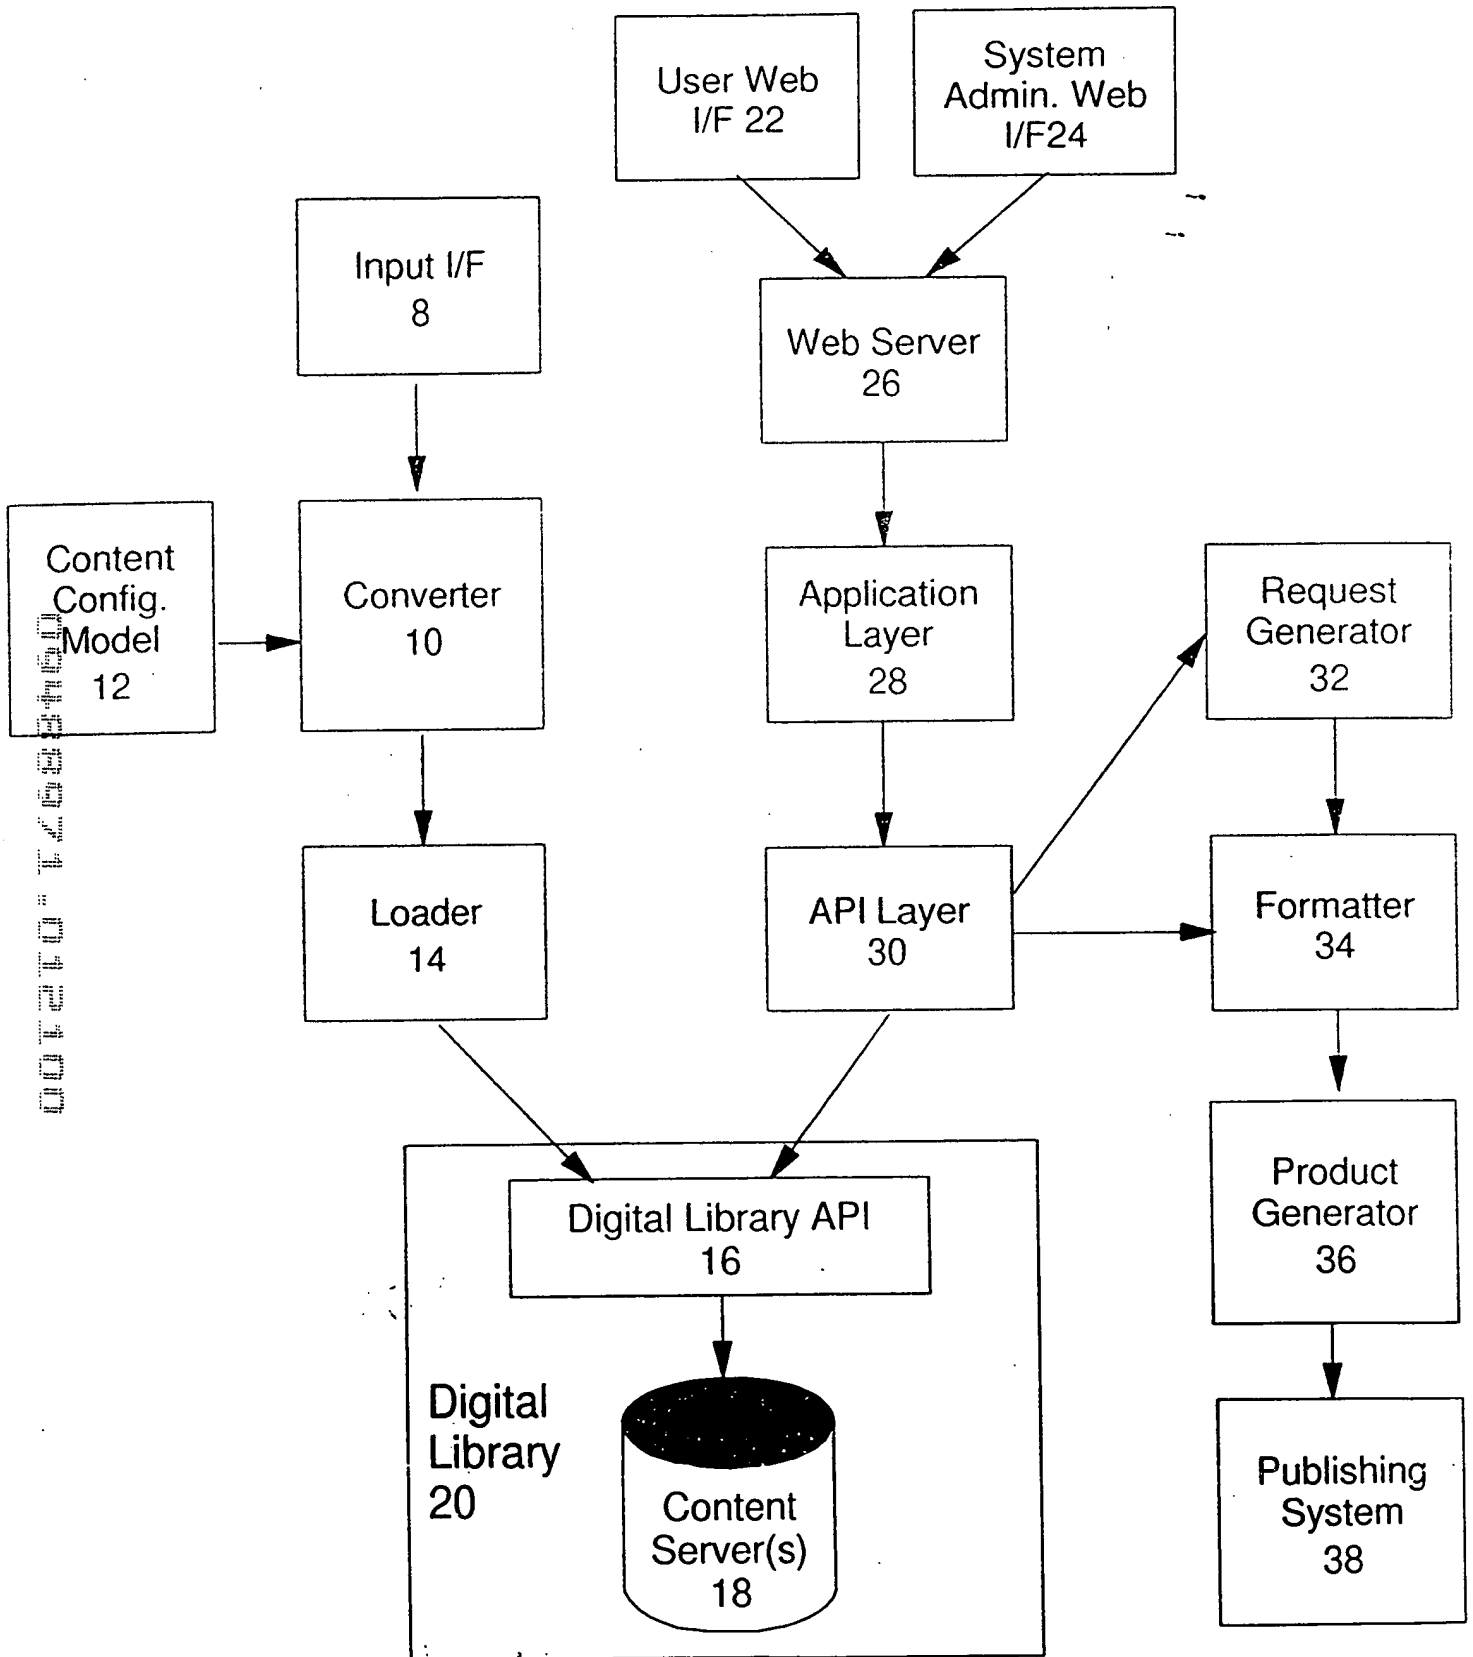 User Web
I/F 22
System
Admin. Web
I/F24
Input I/F
8
Web Server
26
Content
Config.
Model
12
Converter
10
Application
Layer
28
Request
Generator
32
Loader
14
API Layer
30
Formatter
34
Digital Library API
16
Product
Generator
36
Digital
Library
20
Content
Server(s)
18
Publishing
System
38
09488971.012100